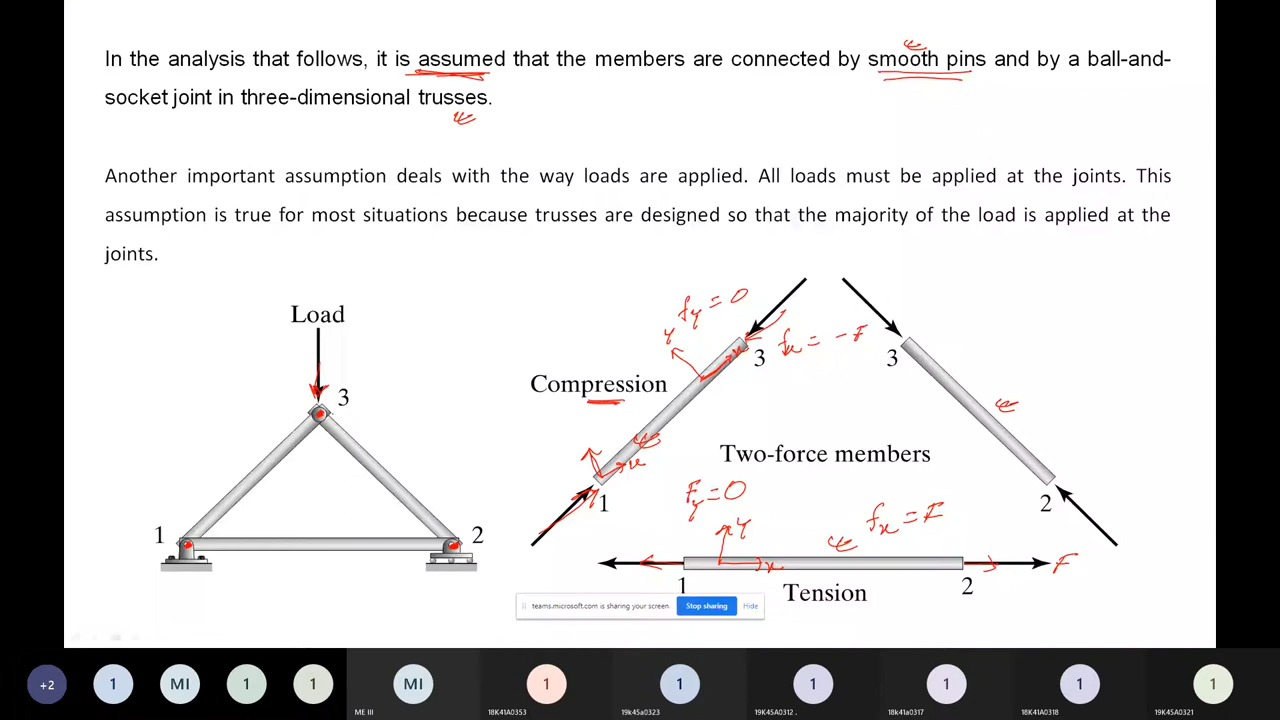 In the analysis that follows, it is assumed that the members are connected by smooth pins and by a ball-and-
socket joint in three-dimensional trusses.
Another important assumption deals with the way loads are applied. All loads must be applied at the joints. This
assumption is true for most situations because trusses are designed so that the majority of the load is applied at the
joints.
Load
3
1
2
fy = 0
y
x
3
fx = -F
Compression
x
1
3
2
Two-force members
Fy = 0
fx = F
y
x
F
1
2
Tension
teams.microsoft.com is sharing your screen.
Stop sharing
Hide
+2
1
MI
1
1
MI
ME III
1
18K41A0353
1
19k45a0323
1
19K45A0312 .
1
18k41a0317
1
18K41A0318
1
19K45A0321